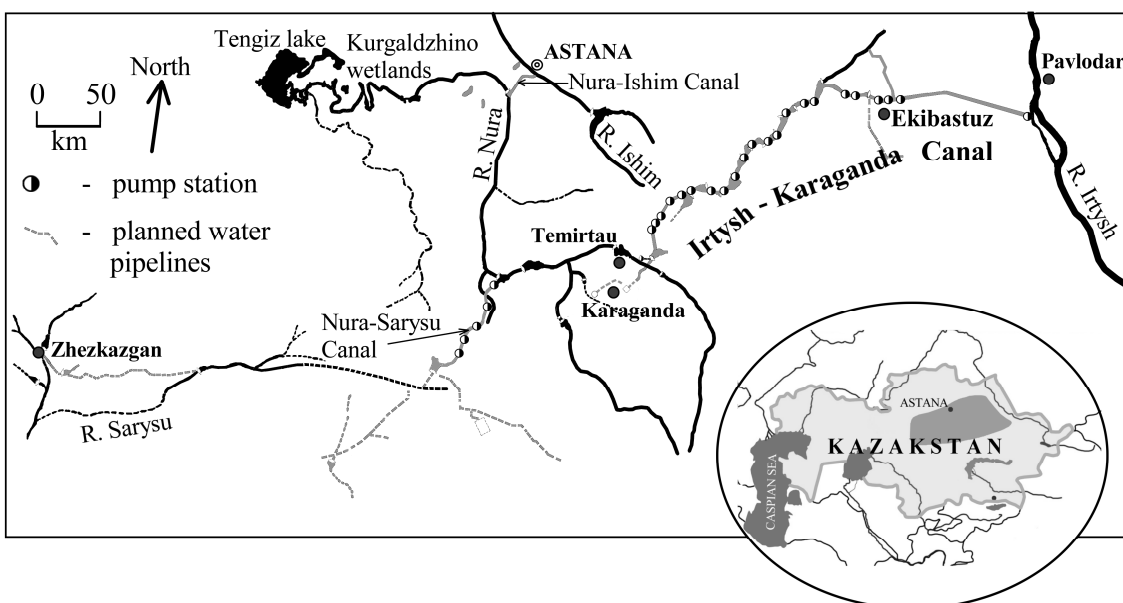 Tengiz lake
Kurgaldzhino
wetlands
ASTANA
Nura-Ishim Canal
Pavlodar
North
0 50
km
R. Nura
R. Ishim
Ekibastuz
Irtysh - Karaganda Canal
R. Irtysh
- pump station
- planned water
pipelines
Temirtau
Karaganda
Nura-Sarysu
Canal
Zhezkazgan
R. Sarysu
ASTANA
KAZAKSTAN
CASPIAN SEA